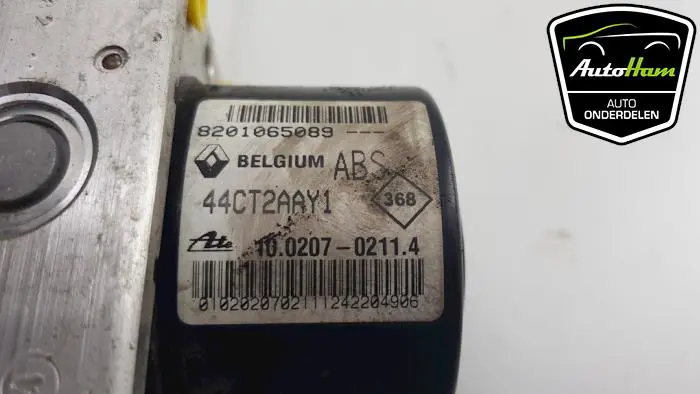 8201065089 ---
BELGIUM ABS
44CT2AAY1
368
Ate 10.0207-0211.4
0102020702111242204906
AutoHam
AUTO
ONDERDELEN